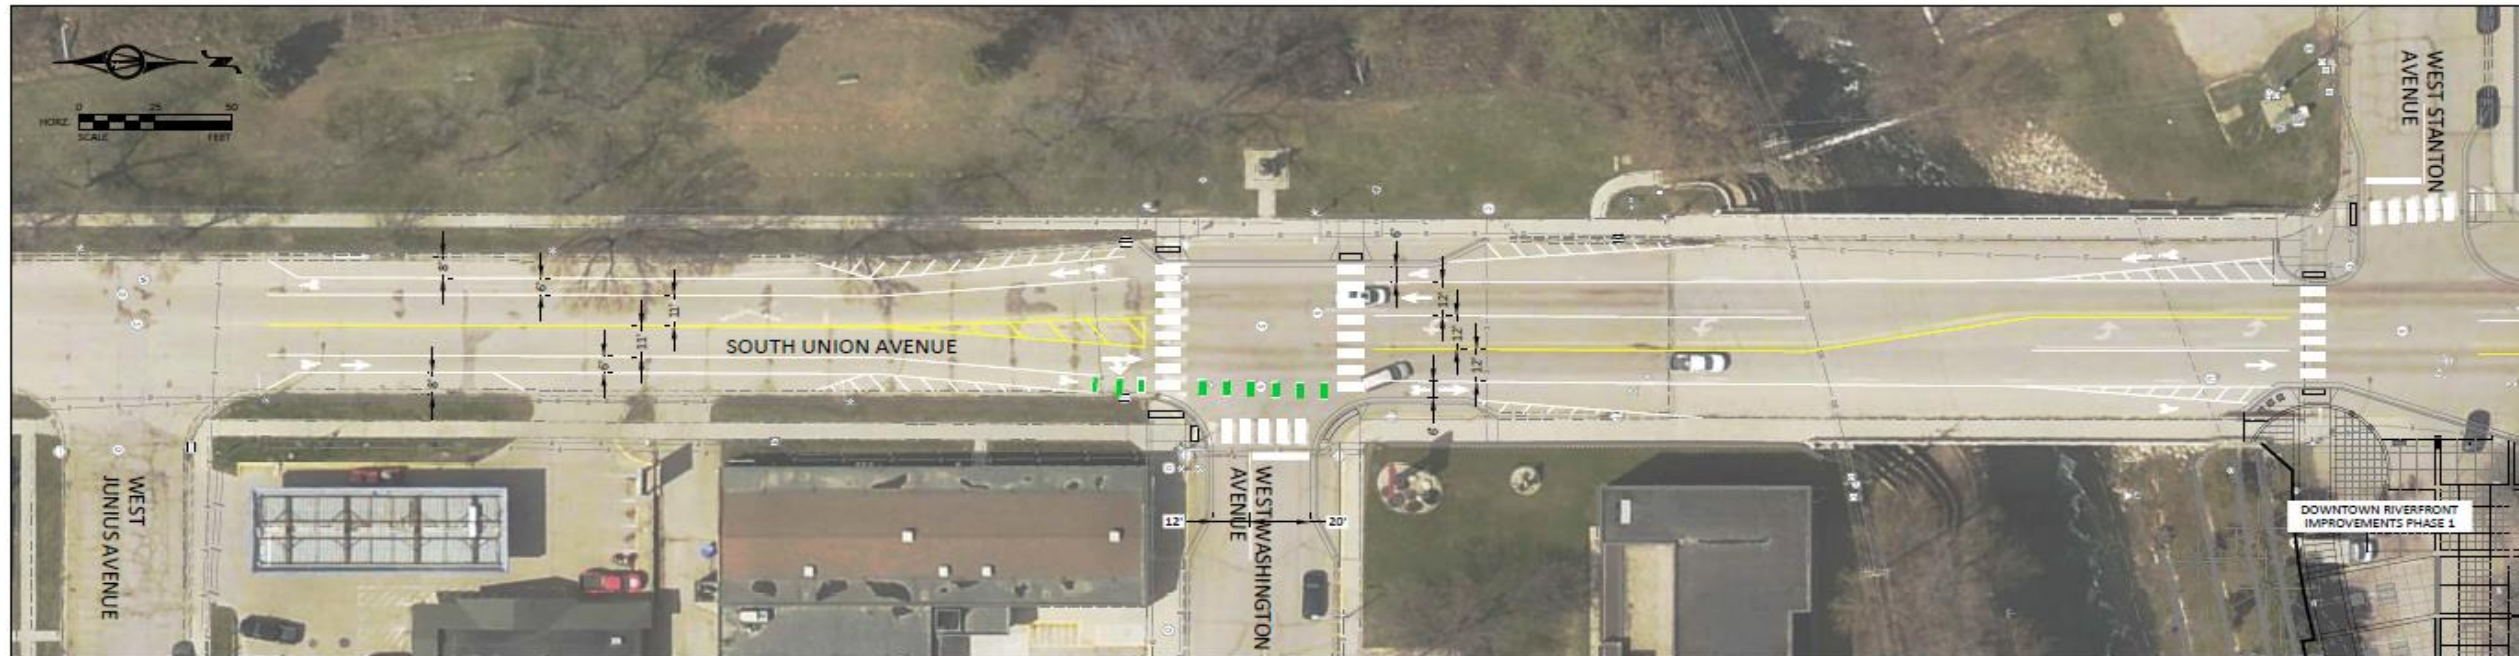 0 25 50
HORZ.
SCALE FEET
WEST STANTON
AVENUE
8'
6'
11'
11'
6'
8'
SOUTH UNION AVENUE
6'
12'
12'
12'
6'
WEST
JUNIUS AVENUE
WEST WASHINGTON
AVENUE
12' 20'
DOWNTOWN RIVERFRONT
IMPROVEMENTS PHASE 1